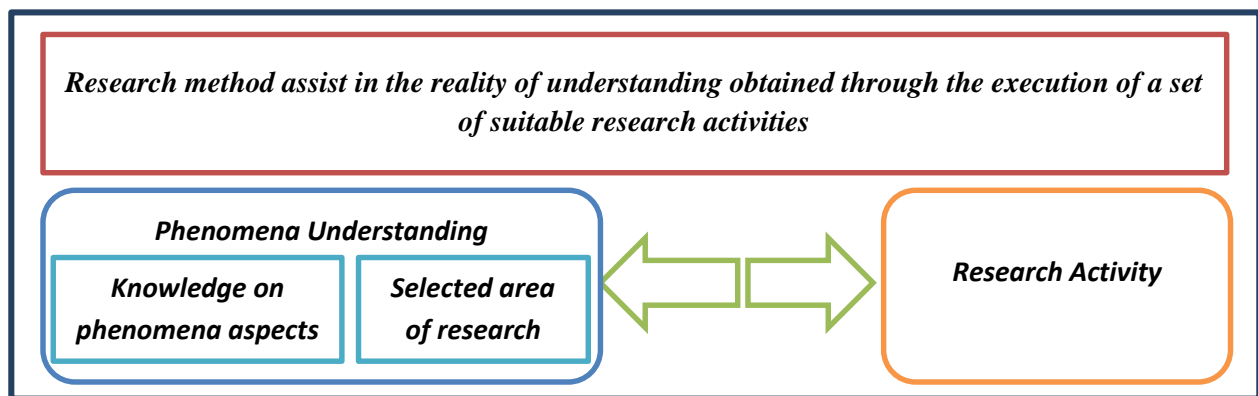 Research method assist in the reality of understanding obtained through the execution of a set
of suitable research activities
Phenomena Understanding
Knowledge on
phenomena aspects
Selected area
of research
Research Activity